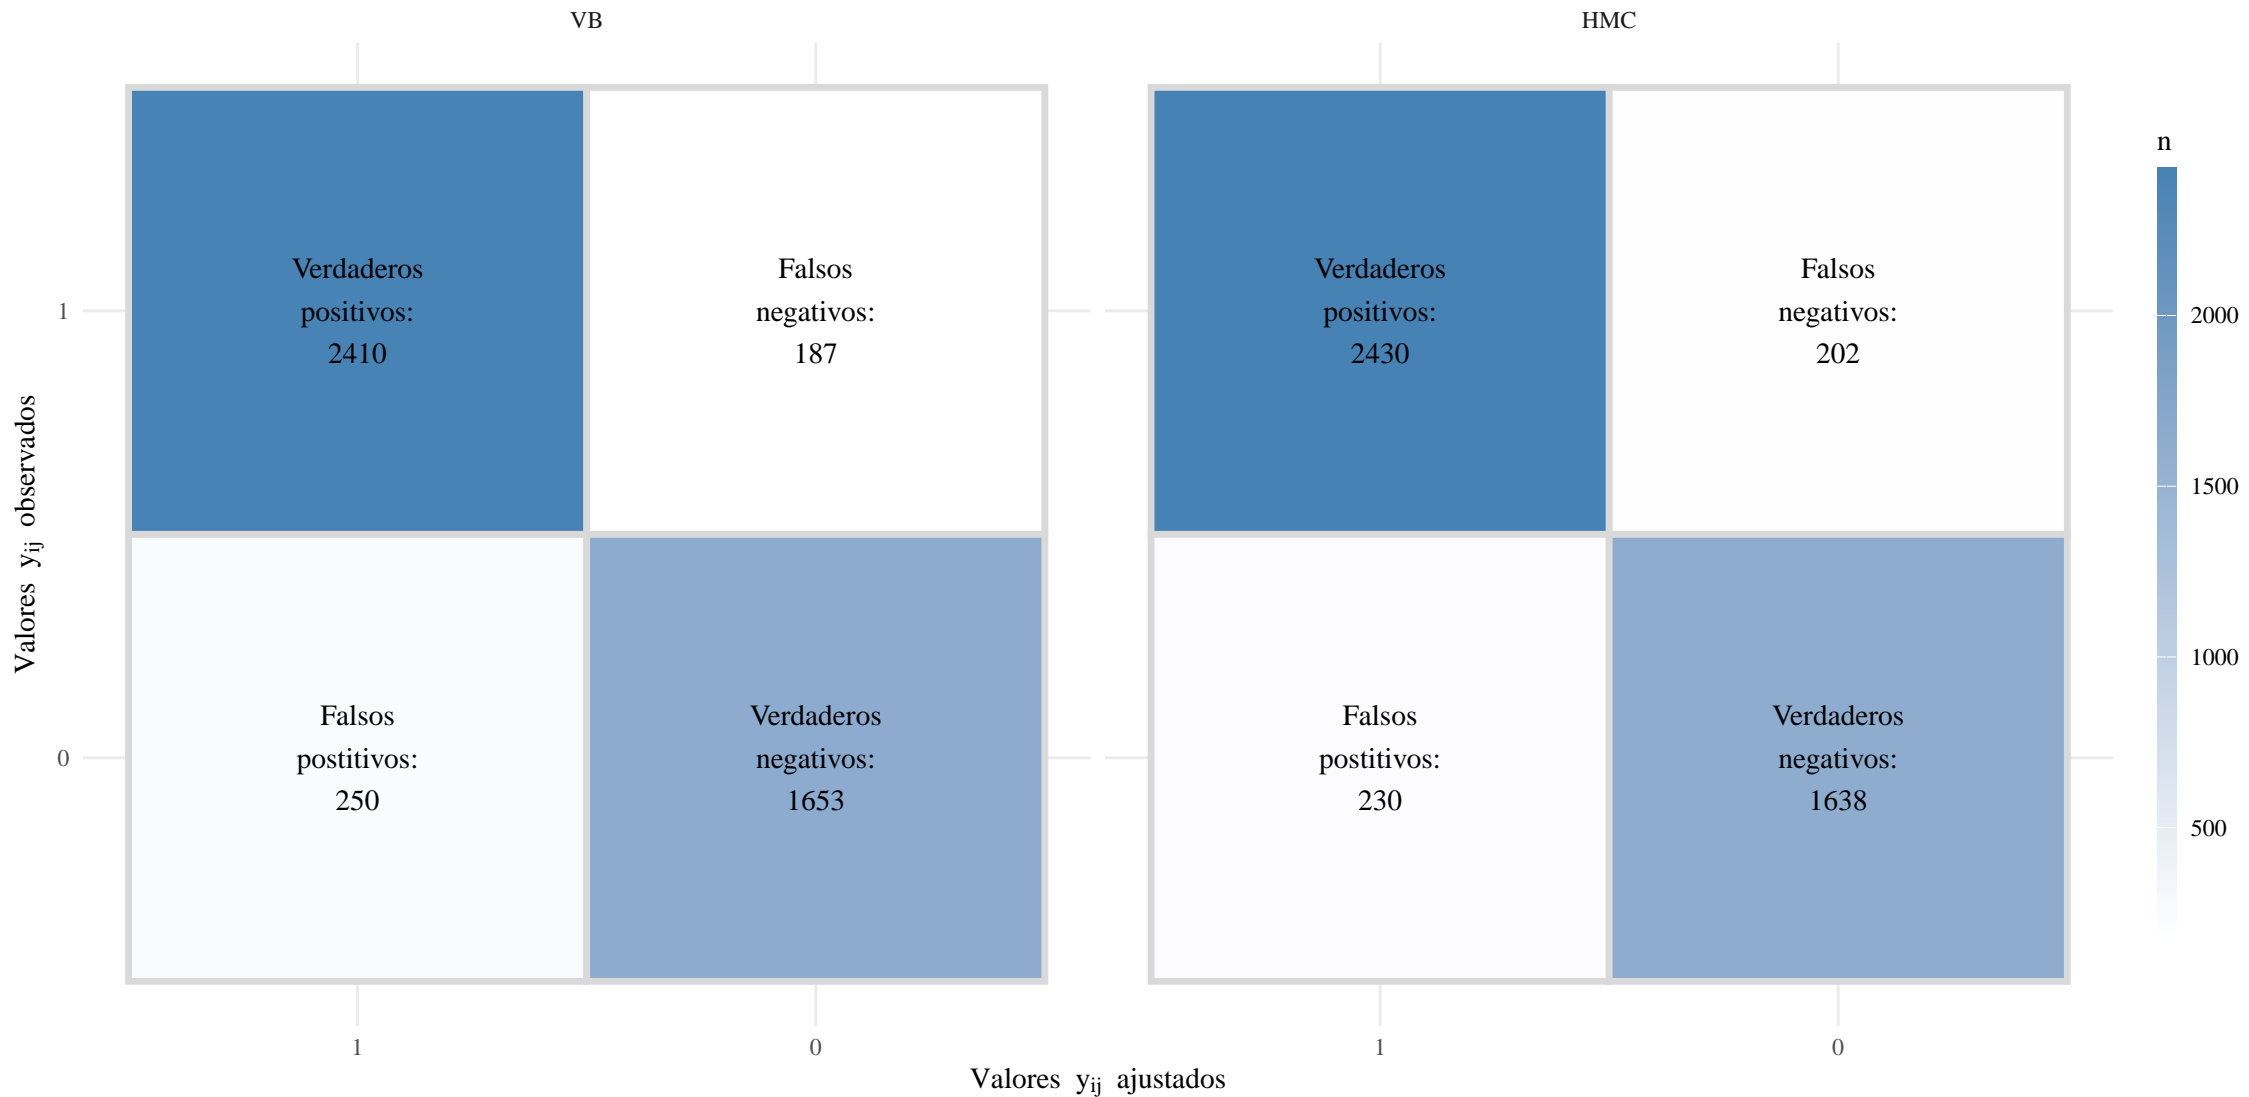 VB
HMC
Verdaderos
positivos:
2410
Falsos
negativos:
187
Falsos
postitivos:
250
Verdaderos
negativos:
1653
Verdaderos
positivos:
2430
Falsos
negativos:
202
Falsos
postitivos:
230
Verdaderos
negativos:
1638
1
0
Valores yij observados
1
0
1
0
Valores yij ajustados
n
2000
1500
1000
500